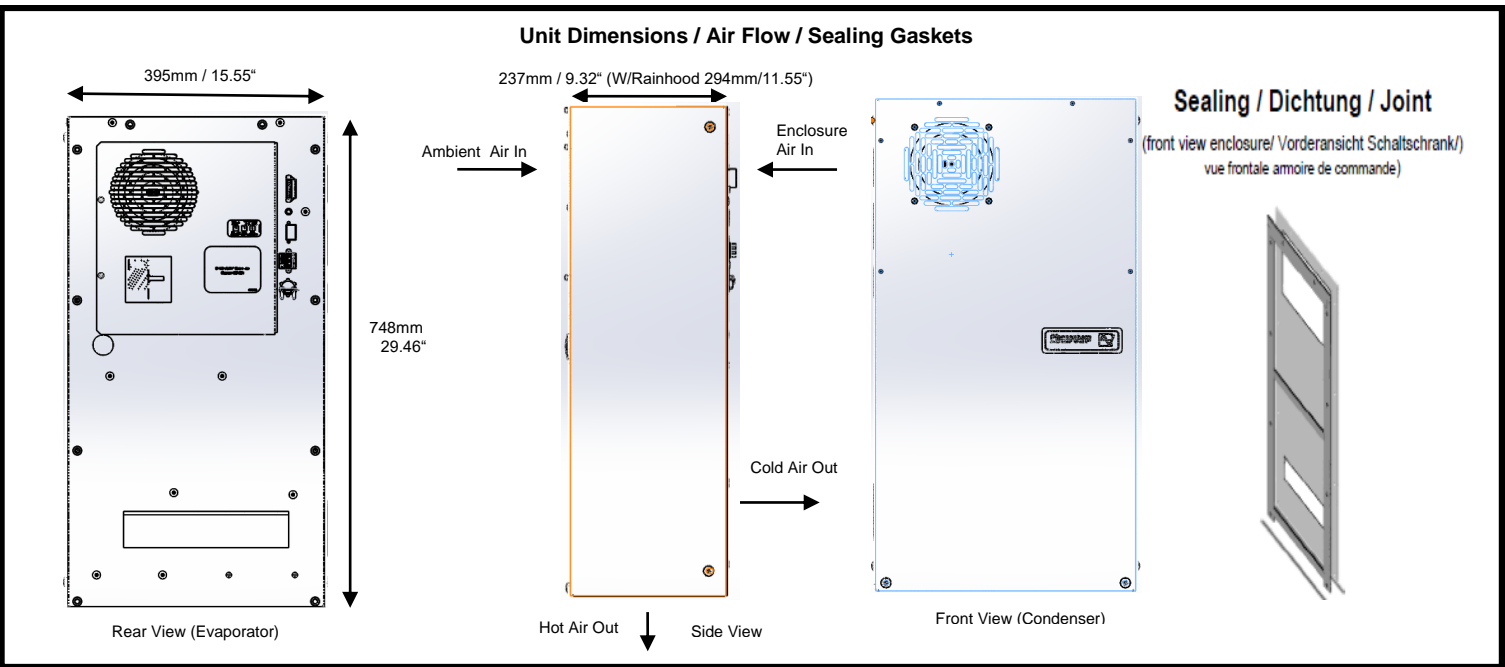 Unit Dimensions / Air Flow / Sealing Gaskets
395mm / 15.55“
237mm / 9.32“ (W/Rainhood 294mm/11.55“)
Sealing / Dichtung / Joint
(front view enclosure/ Vorderansicht Schaltschrank/)
vue frontale armoire de commande)
Ambient Air In
Enclosure
Air In
748mm
29.46“
Cold Air Out
Rear View (Evaporator)
Hot Air Out
Side View
Front View (Condenser)